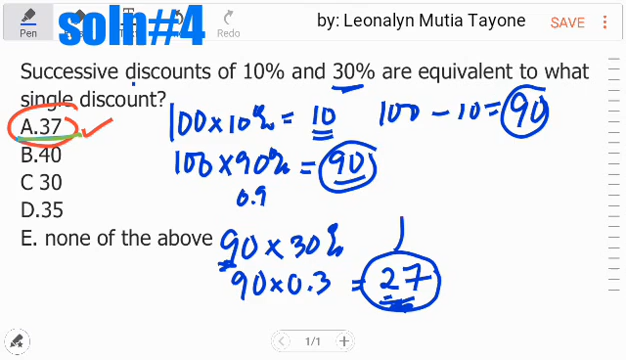 soln#4
by: Leonalyn Mutia Tayone
SAVE
Pen
Redo
Successive discounts of 10% and 30% are equivalent to what
single discount?
A.37
B.40
C 30
D.35
E. none of the above
100 x 10% = 10
100 - 10 = 90
100 x 90% = 90
0.9
90 x 30%
90 x 0.3 = 27
1/1